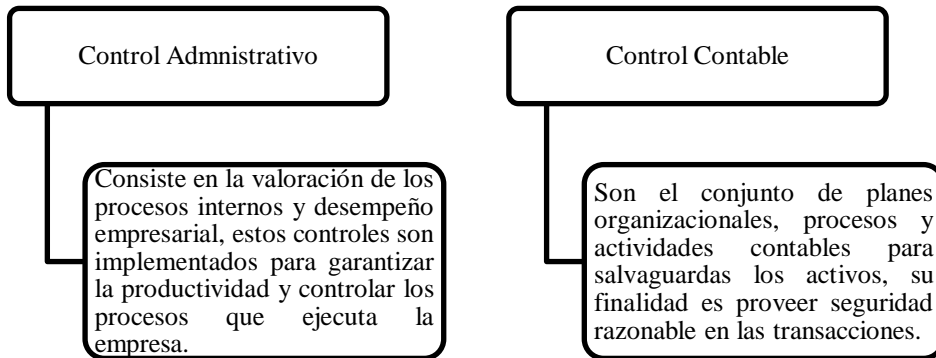 Control Admnistrativo
Consiste en la valoración de los
procesos internos y desempeño
empresarial, estos controles son
implementados para garantizar
la productividad y controlar los
procesos que ejecuta la
empresa.
Control Contable
Son el conjunto de planes
organizacionales, procesos y
actividades contables para
salvaguardas los activos, su
finalidad es proveer seguridad
razonable en las transacciones.